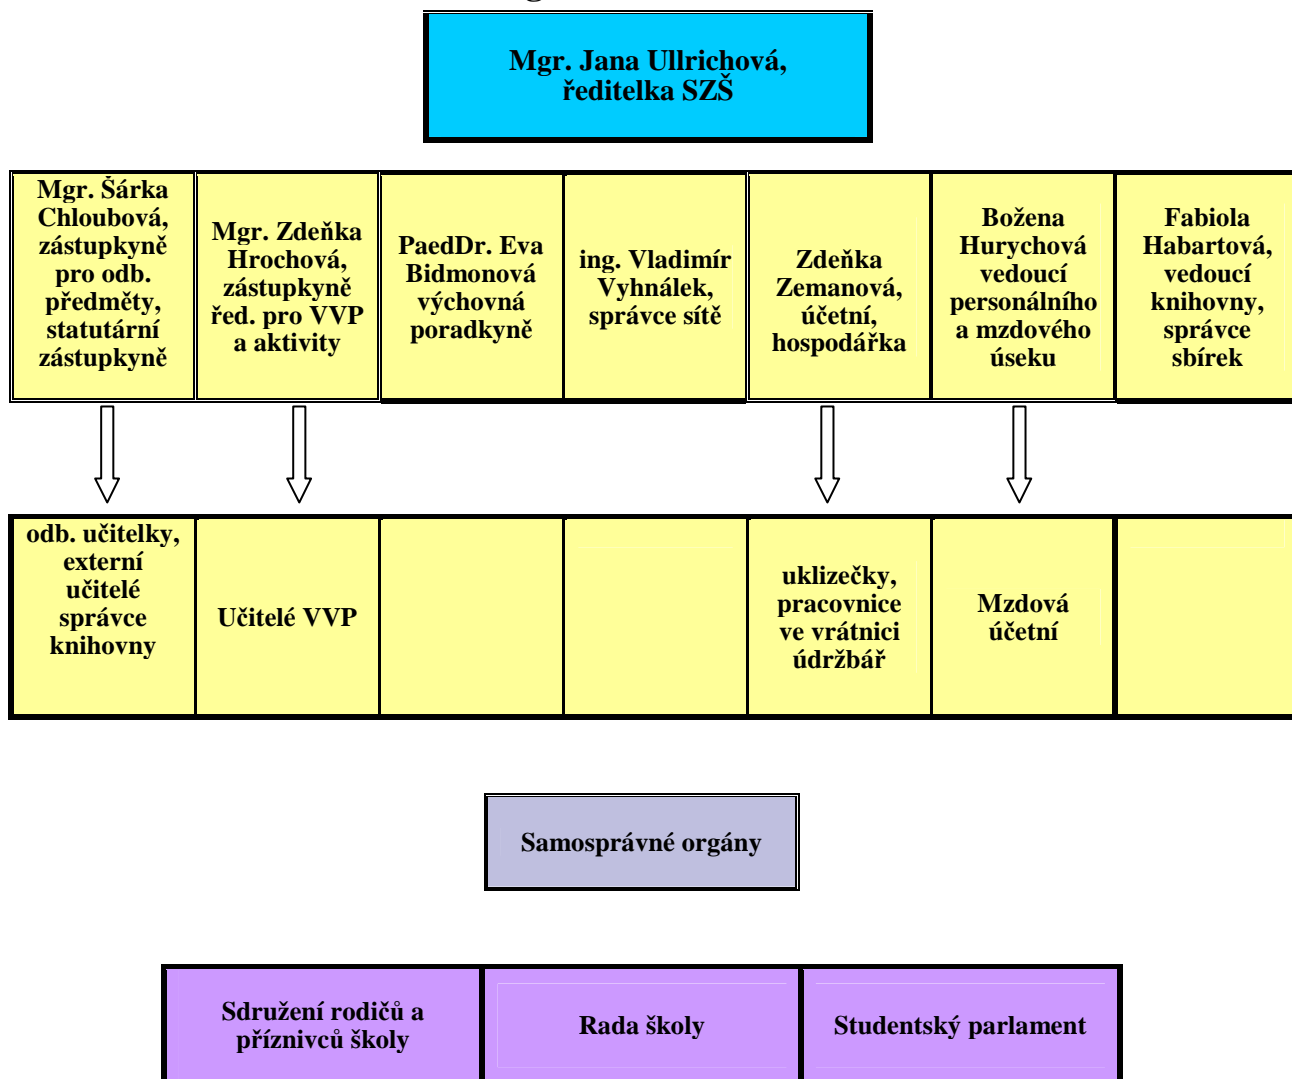 Mgr. Jana Ullrichová,
ředitelka SZŠ
Mgr. Šárka
Chloubová,
zástupkyně
pro odb.
předměty,
statutární
zástupkyně
Mgr. Zdeňka
Hrochová,
zástupkyně
řed. pro VVP
a aktivity
PaedDr. Eva
Bidmonová
výchovná
poradkyně
ing. Vladimír
Vyhnálek,
správce sítě
Zdeňka
Zemanová,
účetní,
hospodářka
Božena
Hurychová
vedoucí
personálního
a mzdového
úseku
Fabiola
Habartová,
vedoucí
knihovny,
správce
sbírek
odb. učitelky,
externí
učitelé
správce
knihovny
Učitelé VVP
uklizečky,
pracovnice
ve vrátnici
údržbář
Mzdová
účetní
Samosprávné orgány
Sdružení rodičů a
příznivců školy
Rada školy
Studentský parlament